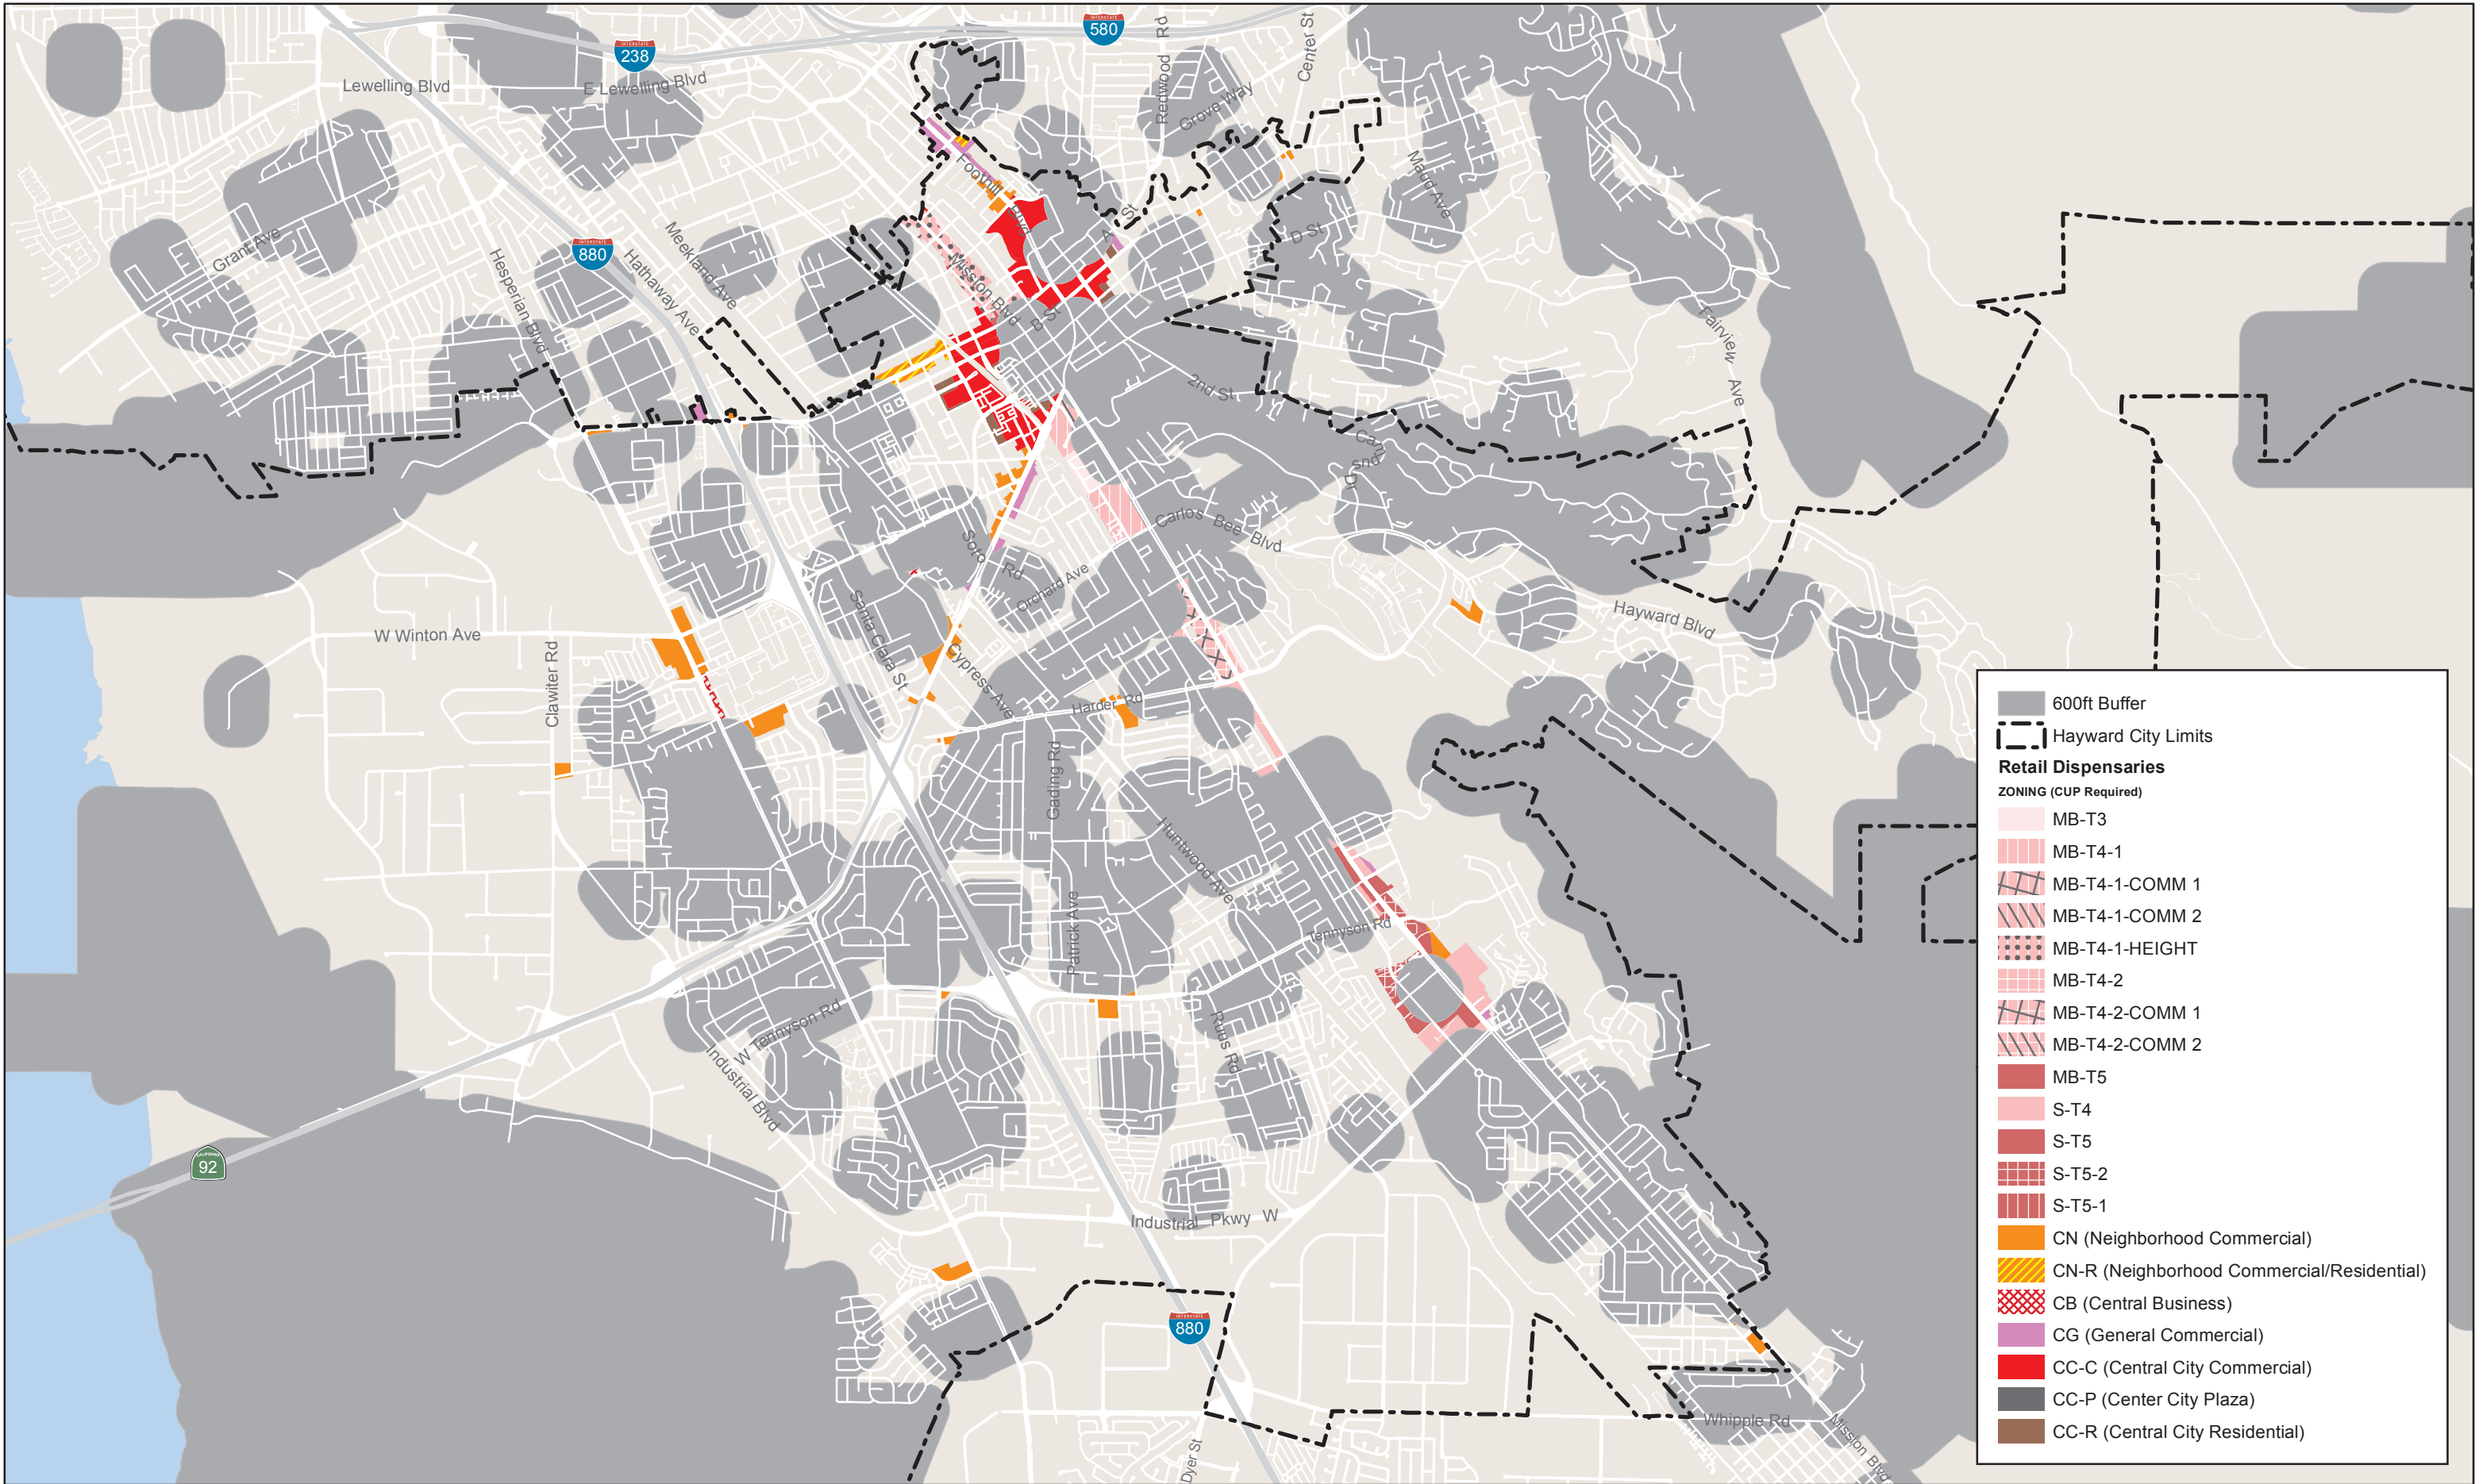 INTERSTATE
580
INTERSTATE
238
Redwood Rd
Center St
Lewelling Blvd
E Lewelling Blvd
Grove Way
Foothill Blvd
Maud Ave
A St
D St
Grant Ave
Meekland Ave
Hathaway Ave
INTERSTATE
880
Hesperian Blvd
Mission Blvd
B St
Fairview Ave
2nd St
Campus Dr
Carlos Bee Blvd
Soto Rd
Orchard Ave
Santa Clara St
W Winton Ave
Hayward Blvd
Clawiter Rd
Cypress Ave
Harder Rd
Gading Rd
Huntwood Ave
Patrick Ave
Tennyson Rd
W Tennyson Rd
Industrial Blvd
Ruus Rd
CALIFORNIA
92
Industrial Pkwy W
INTERSTATE
880
Whipple Rd
Mission Blvd
Dyer St
600ft Buffer
Hayward City Limits
Retail Dispensaries
ZONING (CUP Required)
MB-T3
MB-T4-1
MB-T4-1-COMM 1
MB-T4-1-COMM 2
MB-T4-1-HEIGHT
MB-T4-2
MB-T4-2-COMM 1
MB-T4-2-COMM 2
MB-T5
S-T4
S-T5
S-T5-2
S-T5-1
CN (Neighborhood Commercial)
CN-R (Neighborhood Commercial/Residential)
CB (Central Business)
CG (General Commercial)
CC-C (Central City Commercial)
CC-P (Center City Plaza)
CC-R (Central City Residential)